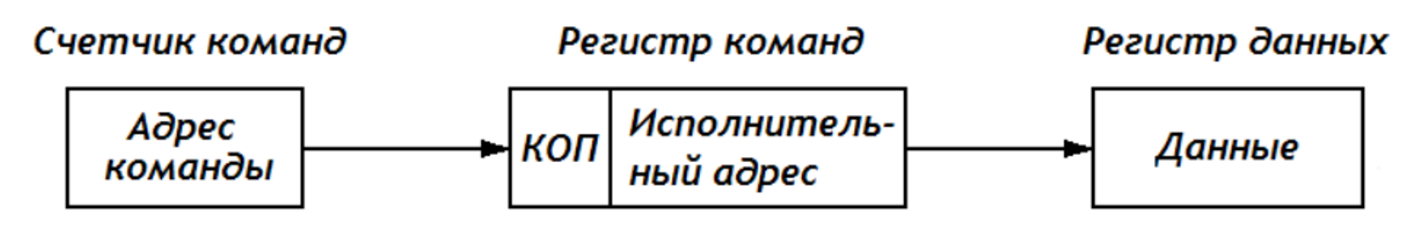 Счетчик команд
Регистр команд
Регистр данных
Адрес
команды
КОП
Исполнитель-
ный адрес
Данные